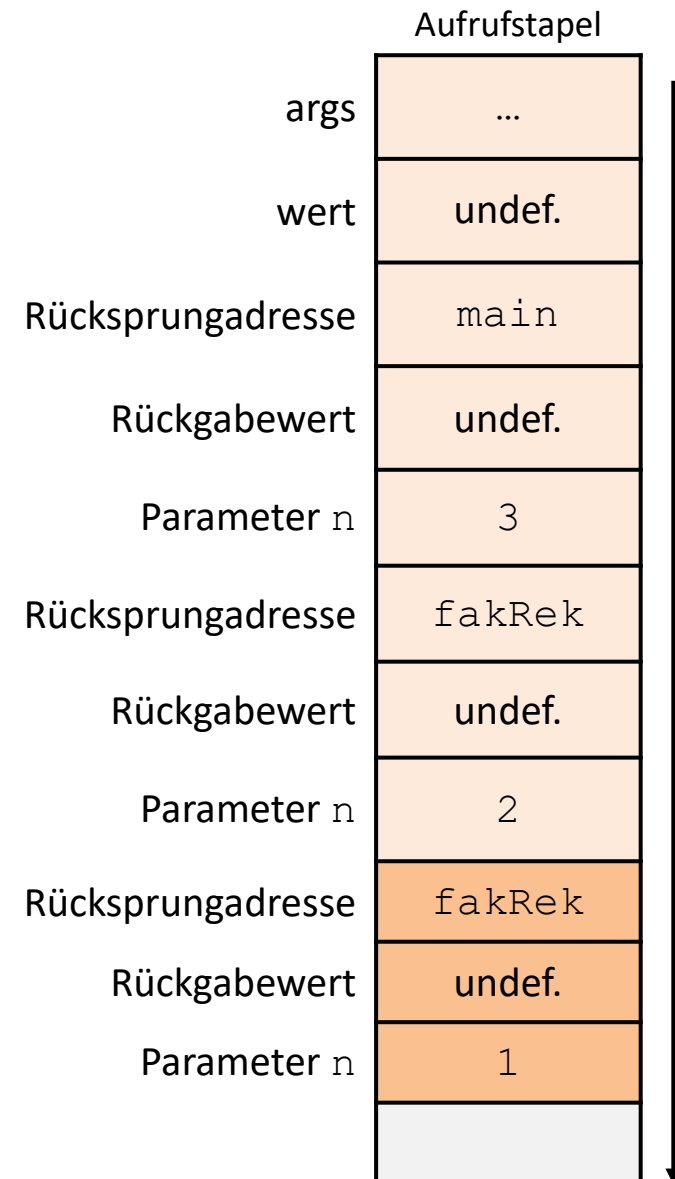 Aufrufstapel
args …
wert undef.
Rücksprungadresse main
Rückgabewert undef.
Parameter n 3
Rücksprungadresse fakRek
Rückgabewert undef.
Parameter n 2
Rücksprungadresse fakRek
Rückgabewert undef.
Parameter n 1